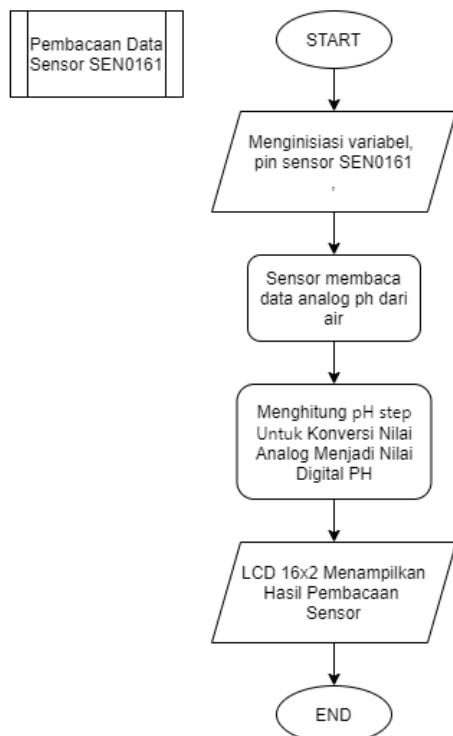 Pembacaan Data
Sensor SEN0161
START
Menginisiasi variabel,
pin sensor SEN0161
,
Sensor membaca
data analog ph dari
air
Menghitung pH step
Untuk Konversi Nilai
Analog Menjadi Nilai
Digital PH
LCD 16x2 Menampilkan
Hasil Pembacaan
Sensor
END